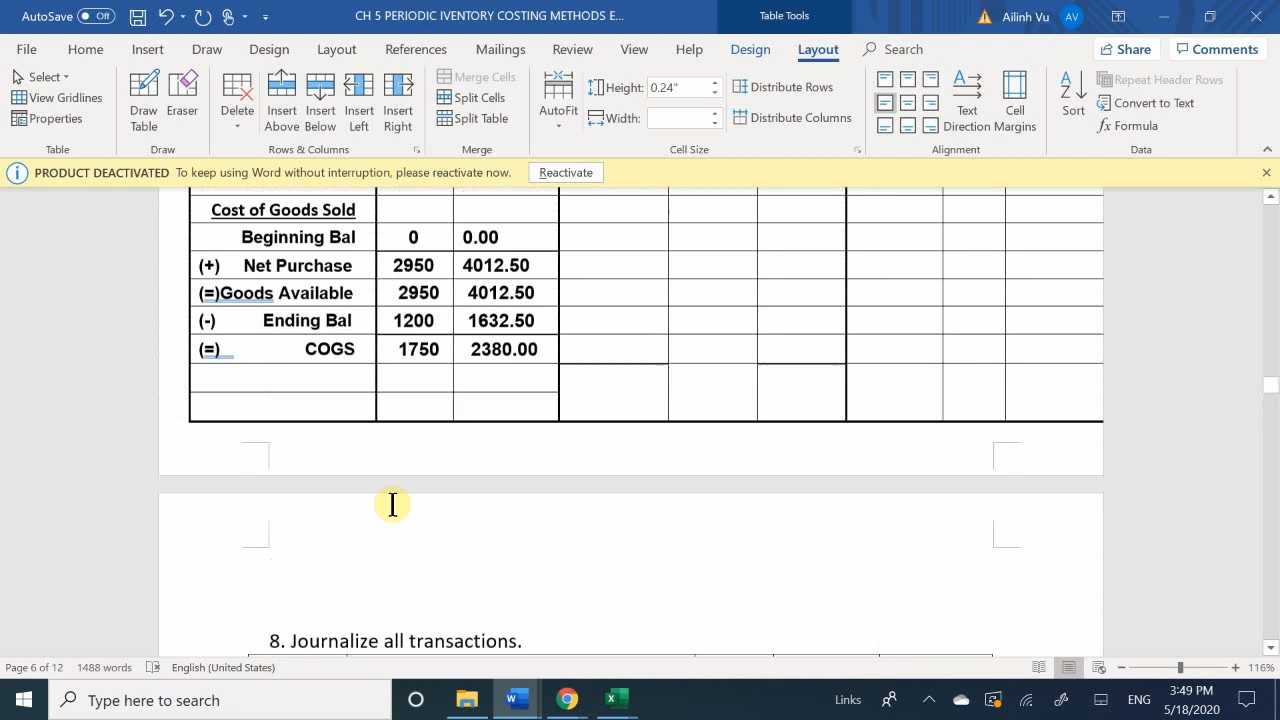 AutoSave Off CH 5 PERIODIC IVENTORY COSTING METHODS E... Table Tools Ailinh Vu AV
File Home Insert Draw Design Layout References Mailings Review View Help Design Layout Search Share Comments
Select
View Gridlines
Properties
Table
Draw Table
Eraser
Draw
Delete
Insert Above
Insert Below
Insert Left
Insert Right
Rows & Columns
Merge Cells
Split Cells
Split Table
Merge
AutoFit
Height: 0.24"
Width:
Distribute Rows
Distribute Columns
Cell Size
Text Direction
Cell Margins
Alignment
Sort
Repeat Header Rows
Convert to Text
fx Formula
Data
PRODUCT DEACTIVATED To keep using Word without interruption, please reactivate now. Reactivate
Cost of Goods Sold
Beginning Bal 0 0.00
(+) Net Purchase 2950 4012.50
(=)Goods Available 2950 4012.50
(-) Ending Bal 1200 1632.50
(=) COGS 1750 2380.00
8. Journalize all transactions.
Page 6 of 12 1488 words English (United States) 116%
Type here to search Links ENG 3:49 PM
5/18/2020